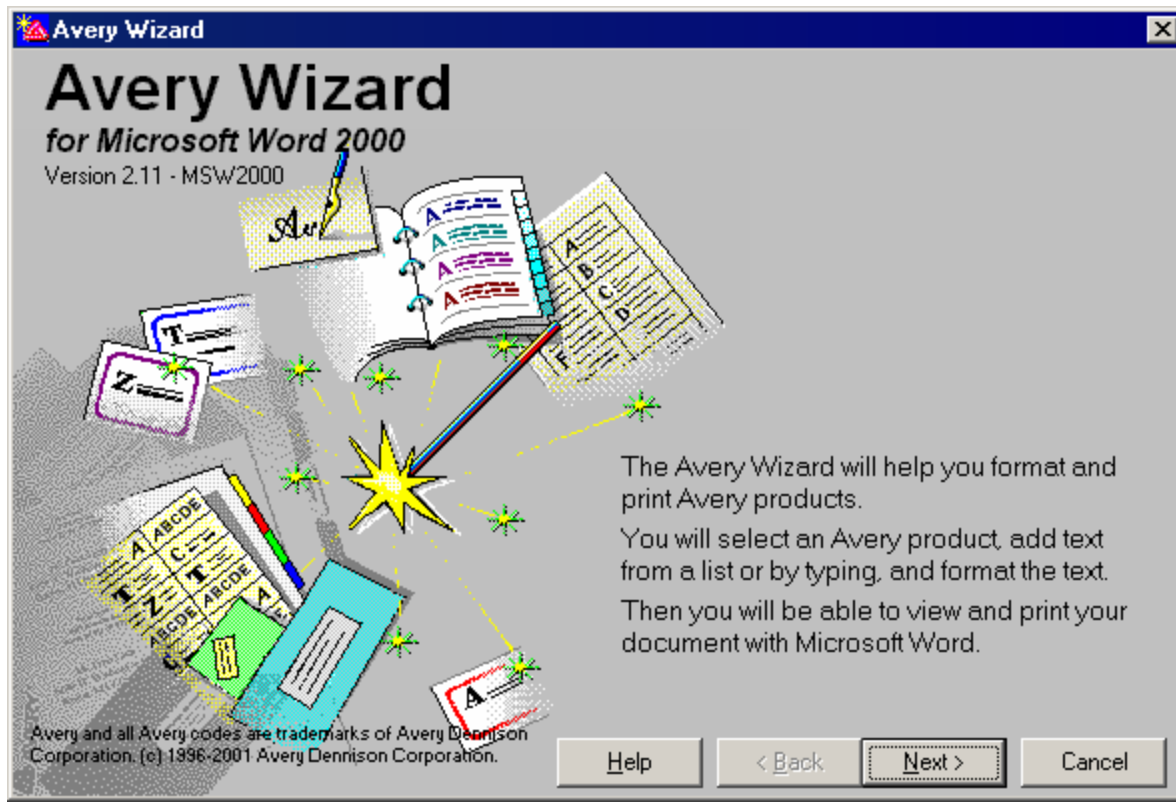 Avery Wizard
Avery Wizard
for Microsoft Word 2000
Version 2.11 - MSW2000
A
A
A
A
A
B
C
D
F
T
Z
A ABCDE
C
T
T
Z
ABCDE
ABCDE
A
A
The Avery Wizard will help you format and
print Avery products.
You will select an Avery product, add text
from a list or by typing, and format the text.
Then you will be able to view and print your
document with Microsoft Word.
Avery and all Avery codes are trademarks of Avery Dennison
Corporation. (c) 1996-2001 Avery Dennison Corporation.
Help
< Back
Next >
Cancel